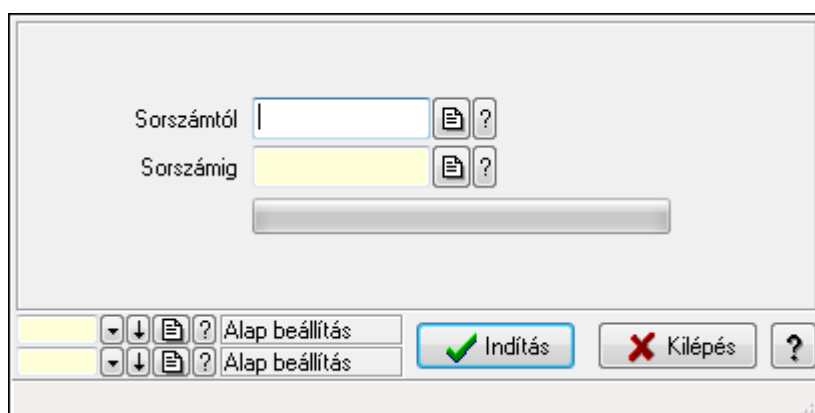 Sorszámtól ?
Sorszámig ?
? Alap beállítás
? Alap beállítás
Indítás Kilépés ?